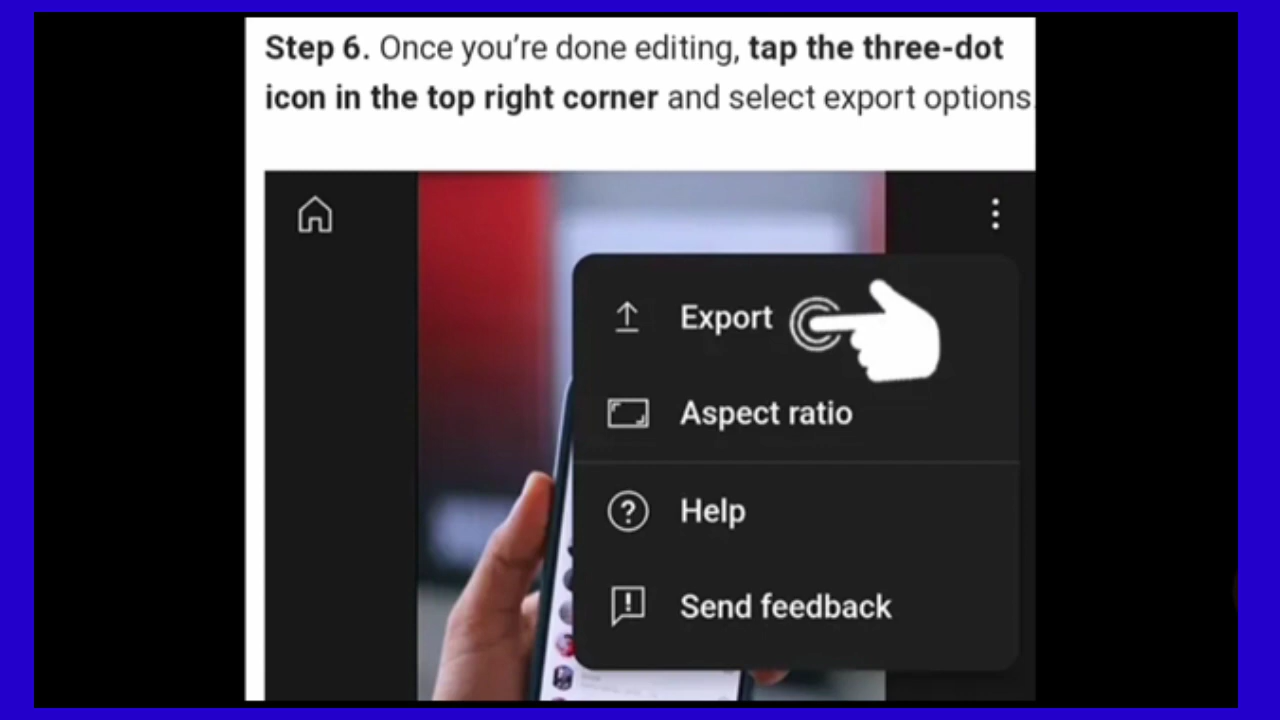 Step 6. Once you’re done editing, tap the three-dot
icon in the top right corner and select export options.
Export
Aspect ratio
Help
Send feedback